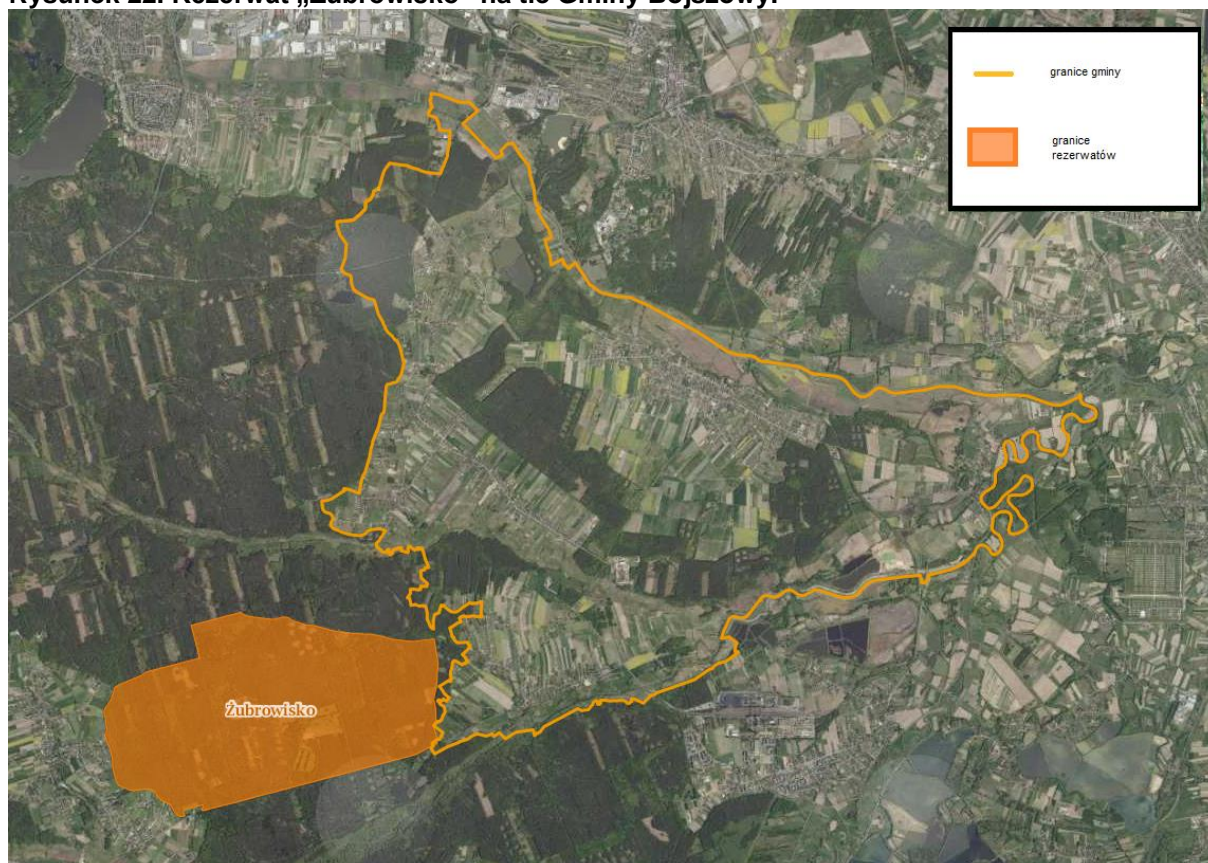 Rysunek 22. Rezerwat „Żubrowisko” na tle Gminy Bojszowy.
granice gminy
granice
rezerwatów
Żubrowisko